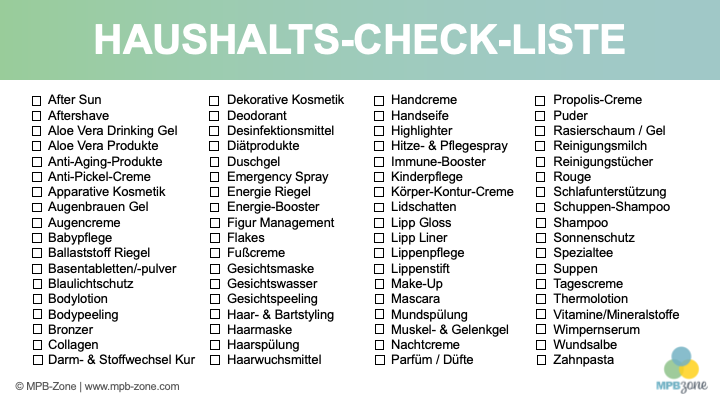 HAUSHALTS-CHECK-LISTE
After Sun
Aftershave
Aloe Vera Drinking Gel
Aloe Vera Produkte
Anti-Aging-Produkte
Anti-Pickel-Creme
Apparative Kosmetik
Augenbrauen Gel
Augencreme
Babypflege
Ballaststoff Riegel
Basentabletten/-pulver
Blaulichtschutz
Bodylotion
Bodypeeling
Bronzer
Collagen
Darm- & Stoffwechsel Kur
Dekorative Kosmetik
Deodorant
Desinfektionsmittel
Diätprodukte
Duschgel
Emergency Spray
Energie Riegel
Energie-Booster
Figur Management
Flakes
Fußcreme
Gesichtsmaske
Gesichtswasser
Gesichtspeeling
Haar- & Bartstyling
Haarmaske
Haarspülung
Haarwuchsmittel
Handcreme
Handseife
Highlighter
Hitze- & Pflegespray
Immune-Booster
Kinderpflege
Körper-Kontur-Creme
Lidschatten
Lipp Gloss
Lipp Liner
Lippenpflege
Lippenstift
Make-Up
Mascara
Mundspülung
Muskel- & Gelenkgel
Nachtcreme
Parfüm / Düfte
Propolis-Creme
Puder
Rasierschaum / Gel
Reinigungsmilch
Reinigungstücher
Rouge
Schlafunterstützung
Schuppen-Shampoo
Shampoo
Sonnenschutz
Spezialtee
Suppen
Tagescreme
Thermolotion
Vitamine/Mineralstoffe
Wimpernserum
Wundsalbe
Zahnpasta
© MPB-Zone | www.mpb-zone.com
MPBzone